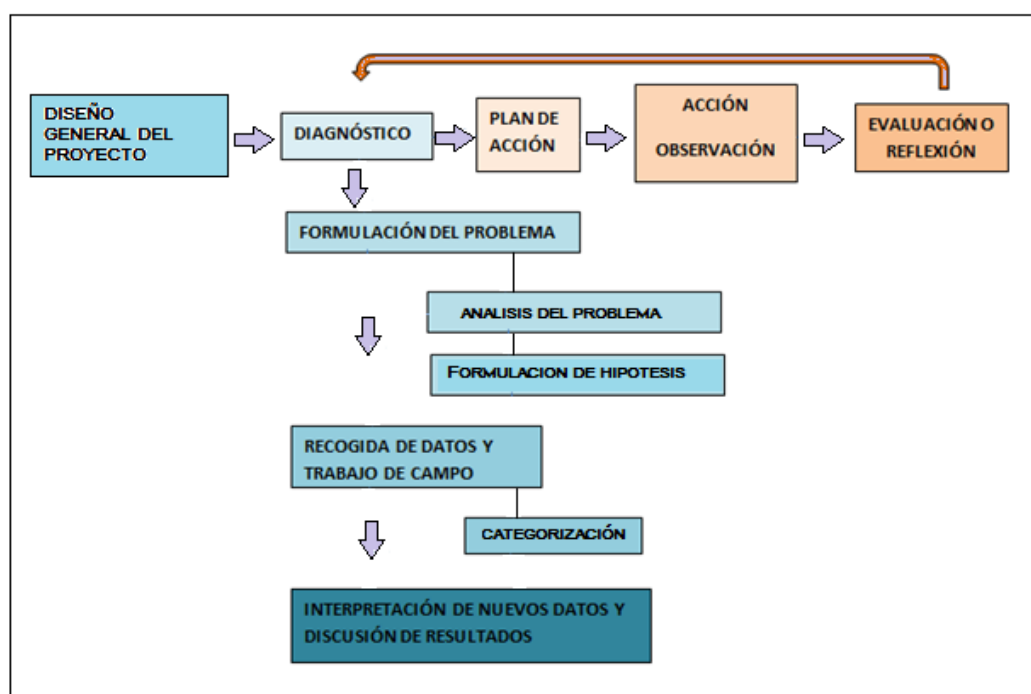 DISEÑO
GENERAL DEL
PROYECTO
DIAGNÓSTICO
PLAN DE
ACCIÓN
ACCIÓN
OBSERVACIÓN
EVALUACIÓN O
REFLEXIÓN
FORMULACIÓN DEL PROBLEMA
ANALISIS DEL PROBLEMA
FORMULACION DE HIPOTESIS
RECOGIDA DE DATOS Y
TRABAJO DE CAMPO
CATEGORIZACIÓN
INTERPRETACIÓN DE NUEVOS DATOS Y
DISCUSIÓN DE RESULTADOS